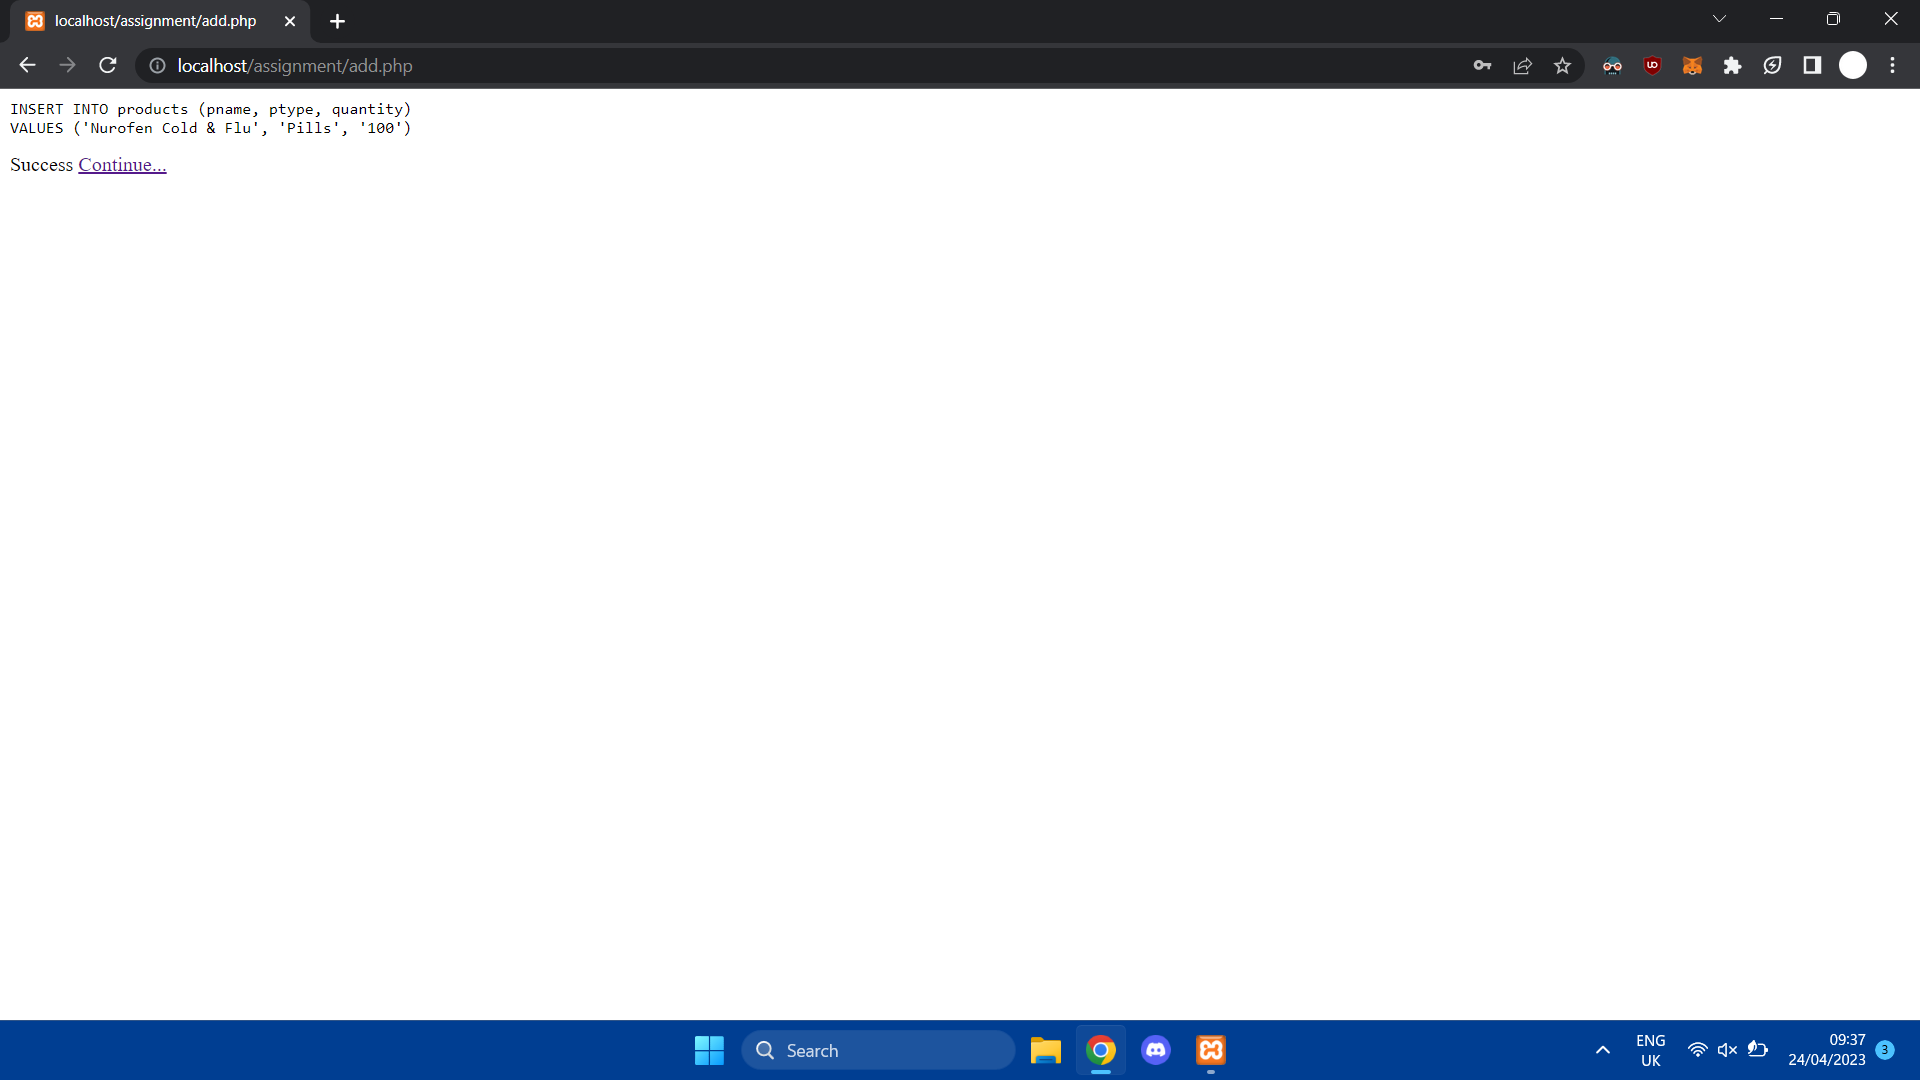 localhost/assignment/add.php
localhost/assignment/add.php
INSERT INTO products (pname, ptype, quantity)
VALUES ('Nurofen Cold & Flu', 'Pills', '100')
Success Continue...
Search
ENG
UK
09:37
24/04/2023
3